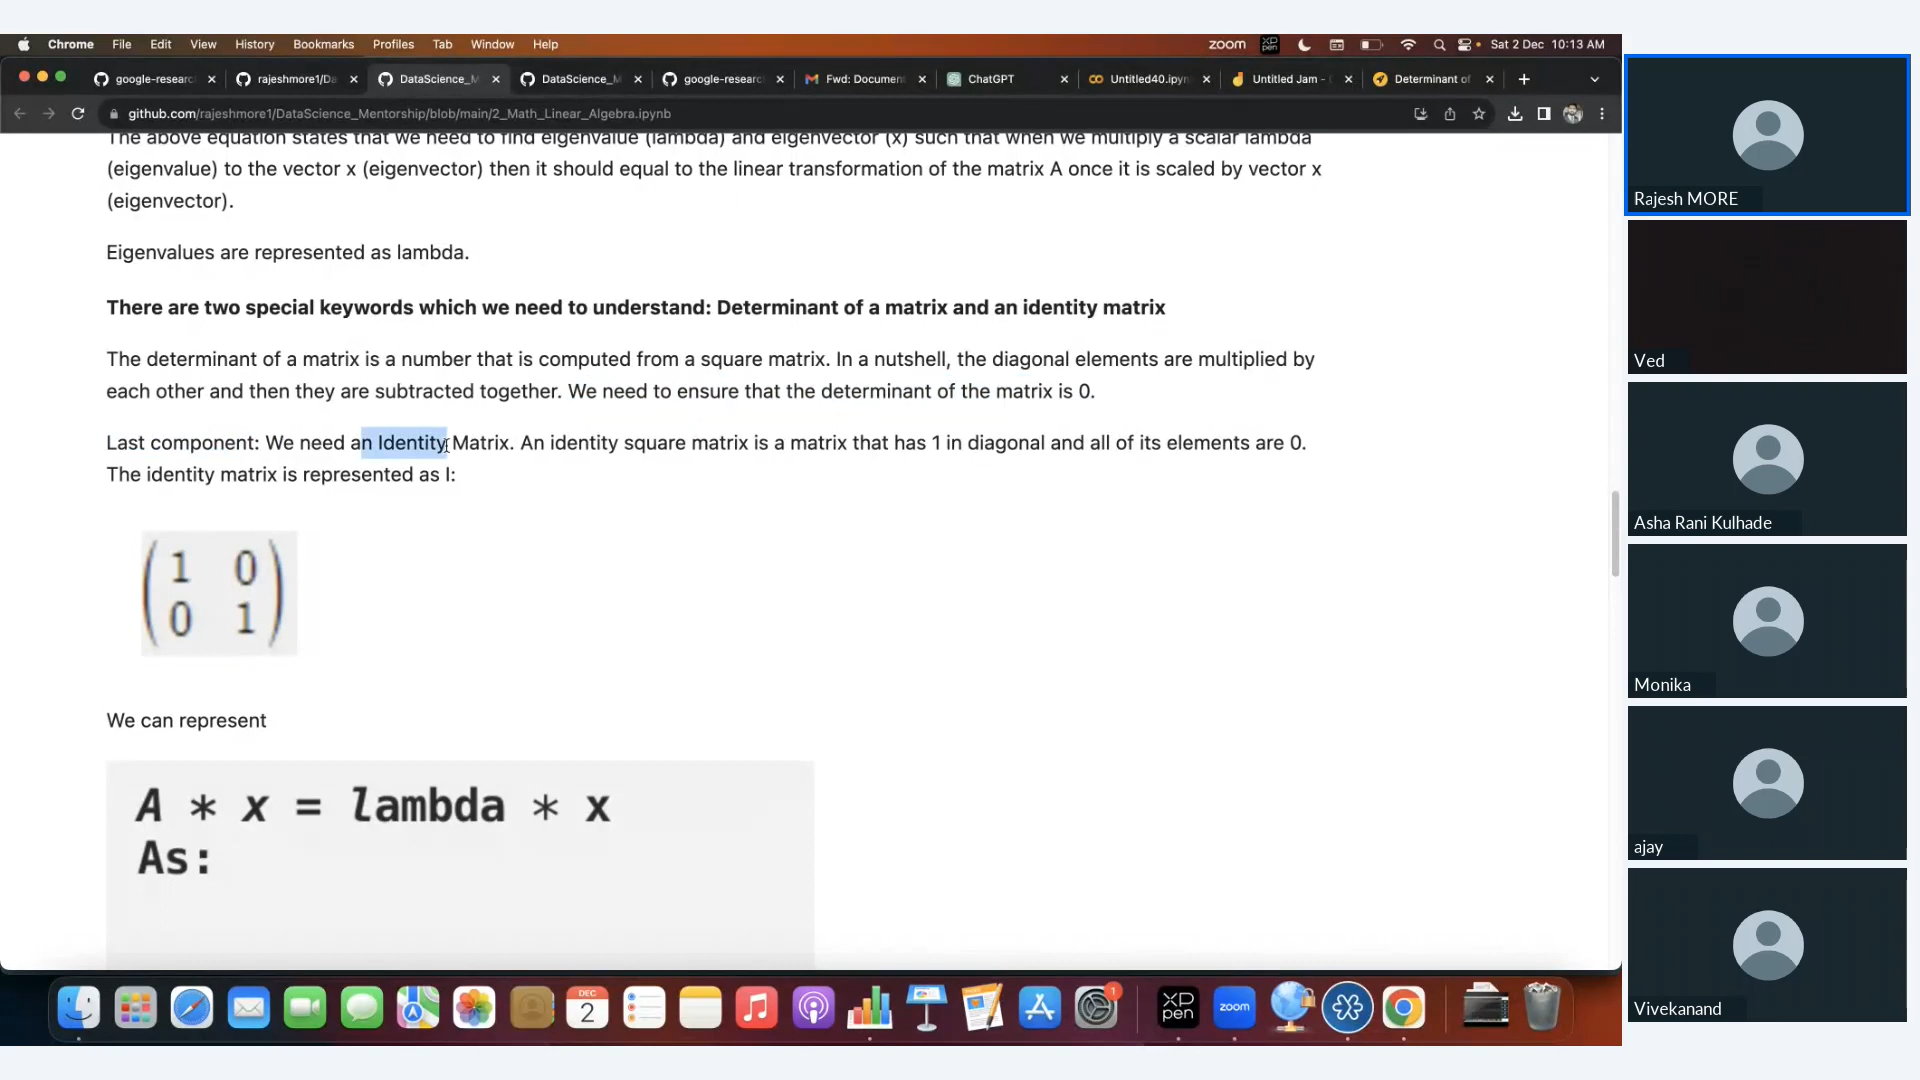 Chrome File Edit View History Bookmarks Profiles Tab Window Help zoom XP PEN Sat 2 Dec 10:13 AM
google-researc rajeshmore1/Da DataScience_M DataScience_M google-researc Fwd: Documen ChatGPT Untitled40.ipyn Untitled Jam - Determinant of
github.com/rajeshmore1/DataScience_Mentorship/blob/main/2_Math_Linear_Algebra.ipynb
The above equation states that we need to find eigenvalue (lambda) and eigenvector (x) such that when we multiply a scalar lambda
(eigenvalue) to the vector x (eigenvector) then it should equal to the linear transformation of the matrix A once it is scaled by vector x
(eigenvector).
Eigenvalues are represented as lambda.
There are two special keywords which we need to understand: Determinant of a matrix and an identity matrix
The determinant of a matrix is a number that is computed from a square matrix. In a nutshell, the diagonal elements are multiplied by
each other and then they are subtracted together. We need to ensure that the determinant of the matrix is 0.
Last component: We need an Identity Matrix. An identity square matrix is a matrix that has 1 in diagonal and all of its elements are 0.
The identity matrix is represented as I:
1 0
0 1
We can represent
A * x = lambda * x
As:
DEC
2
1
XP
PEN
zoom
Rajesh MORE
Ved
Asha Rani Kulhade
Monika
ajay
Vivekanand